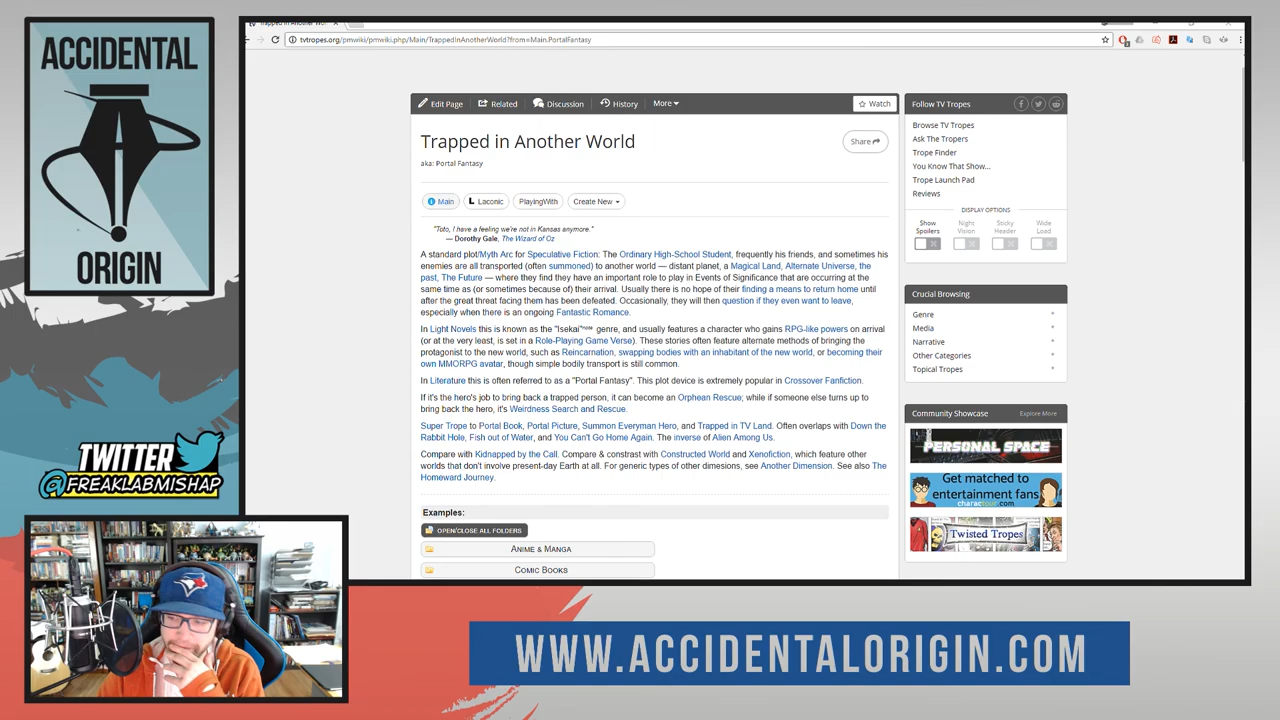 ACCIDENTAL
ORIGIN
TWITTER
@FREAKLABMISHAP
tvtropes.org/pmwiki/pmwiki.php/Main/TrappedInAnotherWorld?from=Main.PortalFantasy
Edit Page Related Discussion History More Watch
Trapped in Another World
Share
aka: Portal Fantasy
Main L Laconic PlayingWith Create New
"Toto, I have a feeling we're not in Kansas anymore."
— Dorothy Gale, The Wizard of Oz
A standard plot/Myth Arc for Speculative Fiction: The Ordinary High-School Student, frequently his friends, and sometimes his
enemies are all transported (often summoned) to another world — distant planet, a Magical Land, Alternate Universe, the
past, The Future — where they find they have an important role to play in Events of Significance that are occurring at the
same time as (or sometimes because of) their arrival. Usually there is no hope of their finding a means to return home until
after the great threat facing them has been defeated. Occasionally, they will then question if they even want to leave,
especially when there is an ongoing Fantastic Romance.
In Light Novels this is known as the "Isekai" genre, and usually features a character who gains RPG-like powers on arrival
(or at the very least, is set in a Role-Playing Game Verse). These stories often feature alternate methods of bringing the
protagonist to the new world, such as Reincarnation, swapping bodies with an inhabitant of the new world, or becoming their
own MMORPG avatar, though simple bodily transport is still common.
In Literature this is often referred to as a "Portal Fantasy". This plot device is extremely popular in Crossover Fanfiction.
If it's the hero's job to bring back a trapped person, it can become an Orphean Rescue; while if someone else turns up to
bring back the hero, it's Weirdness Search and Rescue.
Super Trope to Portal Book, Portal Picture, Summon Everyman Hero, and Trapped in TV Land. Often overlaps with Down the
Rabbit Hole, Fish out of Water, and You Can't Go Home Again. The inverse of Alien Among Us.
Compare with Kidnapped by the Call. Compare & constrast with Constructed World and Xenofiction, which feature other
worlds that don't involve present-day Earth at all. For generic types of other dimesions, see Another Dimension. See also The
Homeward Journey.
Examples:
OPEN/CLOSE ALL FOLDERS
ANIME & MANGA
COMIC BOOKS
Follow TV Tropes
Browse TV Tropes
Ask The Tropers
Trope Finder
You Know That Show...
Trope Launch Pad
Reviews
DISPLAY OPTIONS
Show Spoilers Night Vision Sticky Header Wide Load
Crucial Browsing
Genre
Media
Narrative
Other Categories
Topical Tropes
Community Showcase Explore More
PERSONAL SPACE
Get matched to
entertainment fans
charactour.com
Twisted Tropes
WWW.ACCIDENTALORIGIN.COM